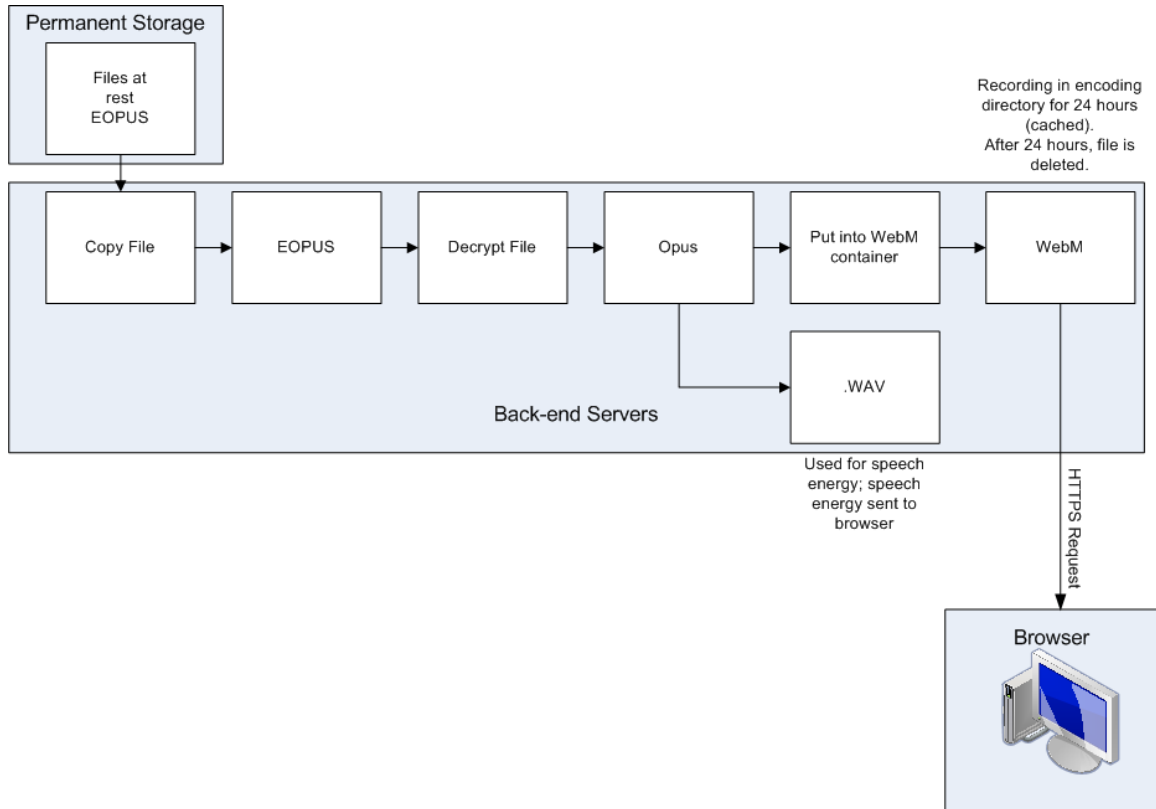 Permanent Storage
Files at
rest
EOPUS
Recording in encoding
directory for 24 hours
(cached).
After 24 hours, file is
deleted.
Copy File
EOPUS
Decrypt File
Opus
Put into WebM
container
WebM
.WAV
Back-end Servers
Used for speech
energy; speech
energy sent to
browser
HTTPS Request
Browser